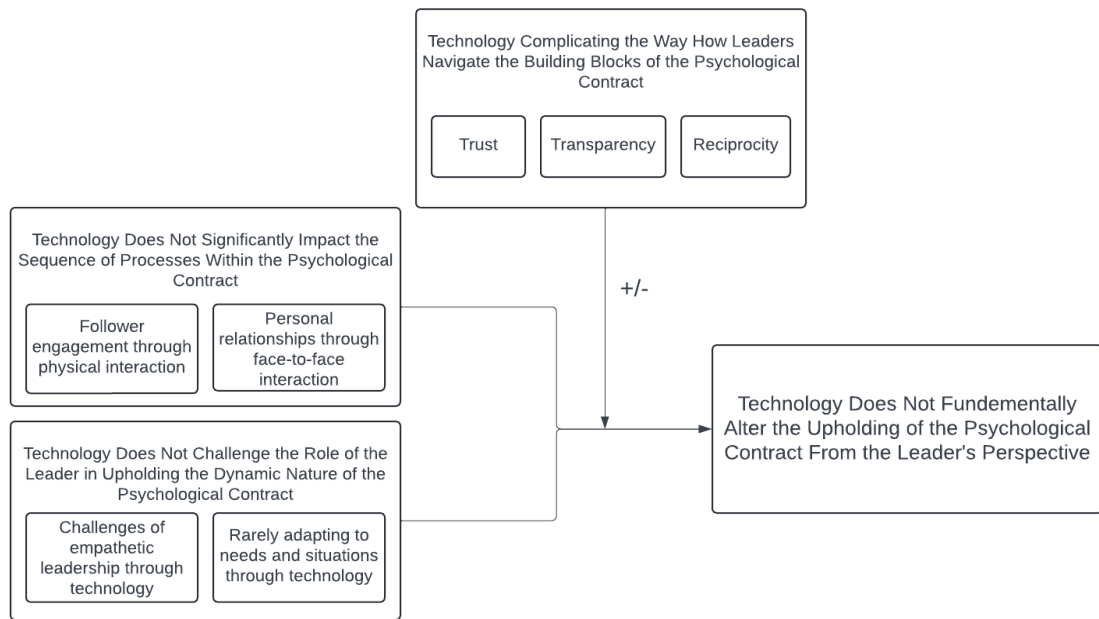 Technology Complicating the Way How Leaders
Navigate the Building Blocks of the Psychological
Contract
Trust
Transparency
Reciprocity
+/-
Technology Does Not Significantly Impact the
Sequence of Processes Within the Psychological
Contract
Follower
engagement through
physical interaction
Personal
relationships through
face-to-face
interaction
Technology Does Not Challenge the Role of the
Leader in Upholding the Dynamic Nature of the
Psychological Contract
Challenges of
empathetic
leadership through
technology
Rarely adapting to
needs and situations
through technology
Technology Does Not Fundementally
Alter the Upholding of the Psychological
Contract From the Leader's Perspective